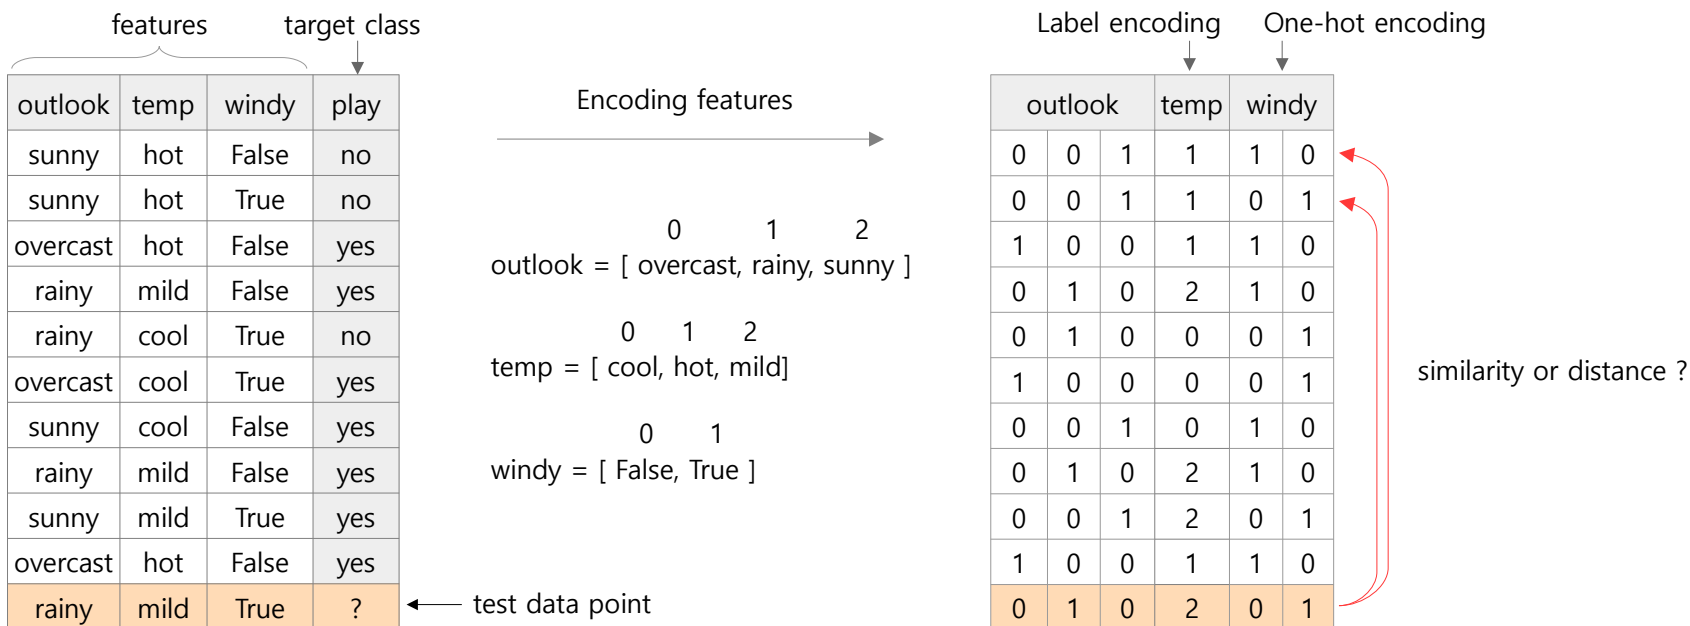 features
target class
outlook temp windy play
sunny hot False no
sunny hot True no
overcast hot False yes
rainy mild False yes
rainy cool True no
overcast cool True yes
sunny cool False yes
rainy mild False yes
sunny mild True yes
overcast hot False yes
rainy mild True ?
test data point
Encoding features
0 1 2
outlook = [ overcast, rainy, sunny ]
0 1 2
temp = [ cool, hot, mild]
0 1
windy = [ False, True ]
Label encoding
One-hot encoding
outlook temp windy
0 0 1 1 1 0
0 0 1 1 0 1
1 0 0 1 1 0
0 1 0 2 1 0
0 1 0 0 0 1
1 0 0 0 0 1
0 0 1 0 1 0
0 1 0 2 1 0
0 0 1 2 0 1
1 0 0 1 1 0
0 1 0 2 0 1
similarity or distance ?